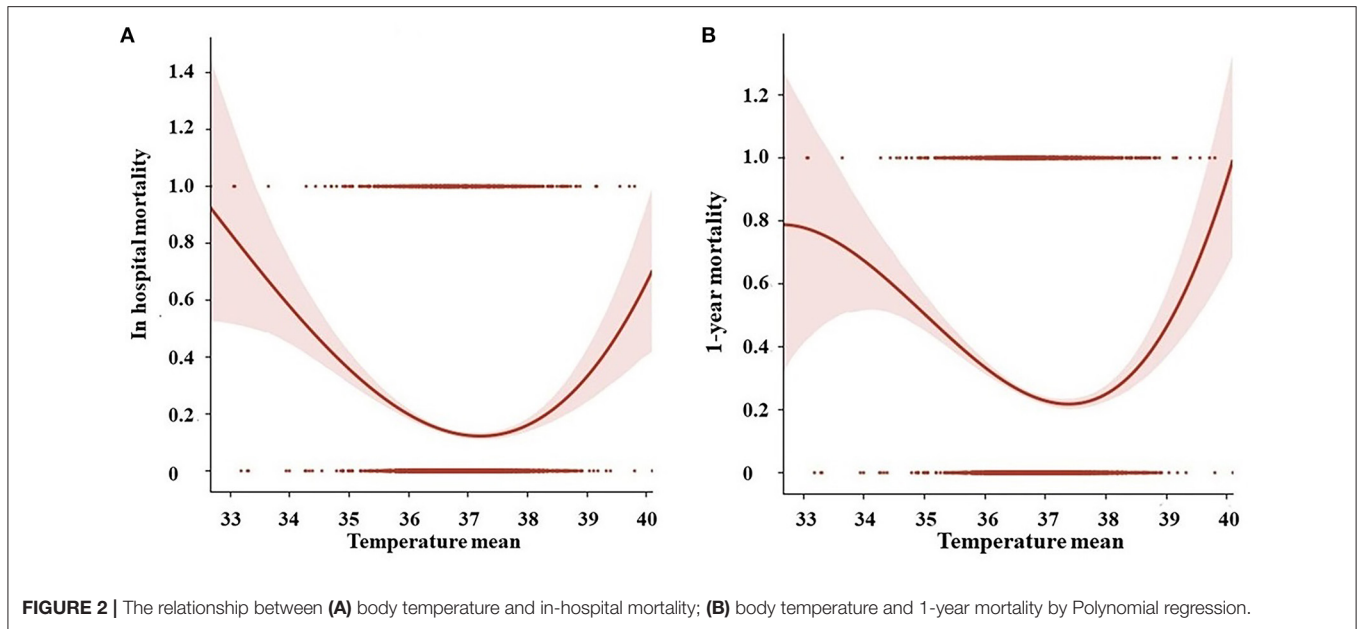 A
B
1.4
1.2
1.0
0.8
0.6
0.4
0.2
0
In hospital mortality
33 34 35 36 37 38 39 40
Temperature mean
1.2
1.0
0.8
0.6
0.4
0.2
0
1-year mortality
33 34 35 36 37 38 39 40
Temperature mean
FIGURE 2 | The relationship between (A) body temperature and in-hospital mortality; (B) body temperature and 1-year mortality by Polynomial regression.